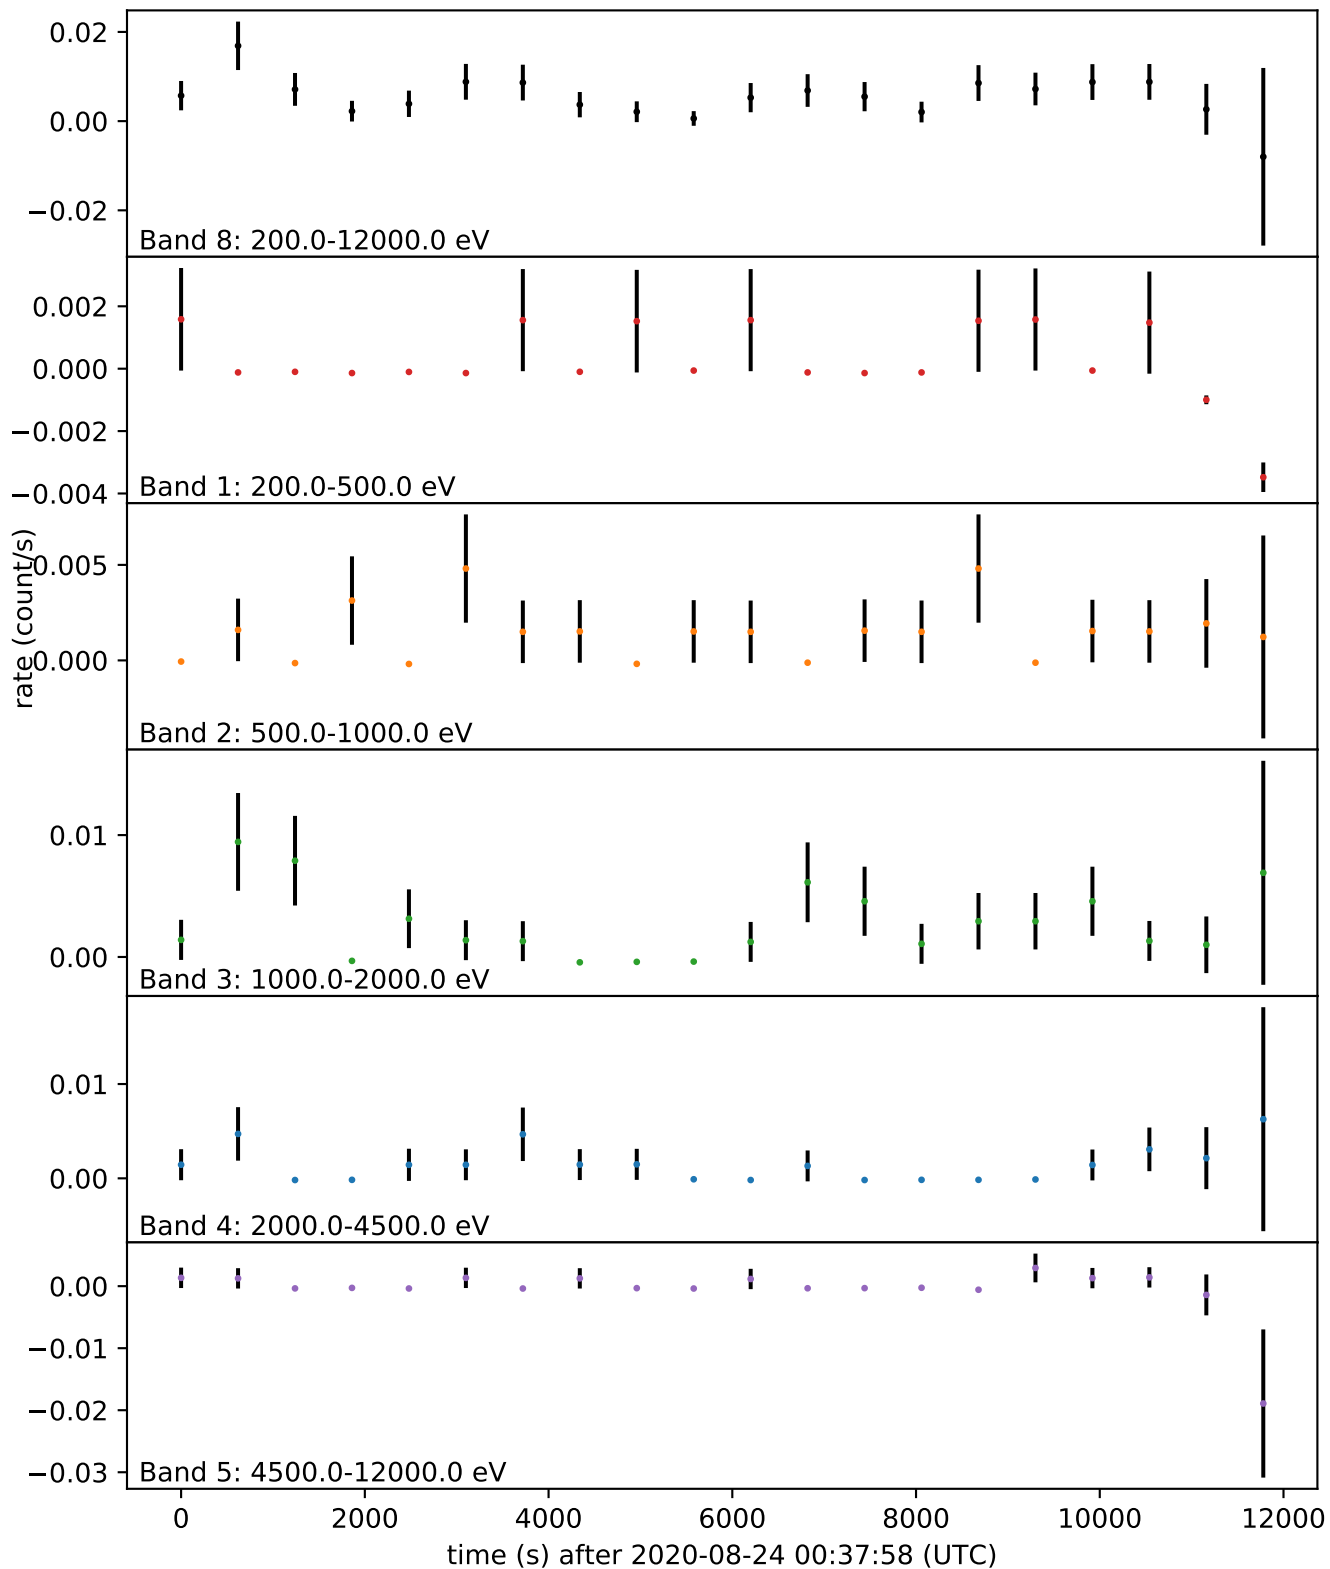 0.02
0.00
−0.02
Band 8: 200.0-12000.0 eV
0.002
0.000
−0.002
−0.004
Band 1: 200.0-500.0 eV
rate (count/s)
0.005
0.000
Band 2: 500.0-1000.0 eV
0.01
0.00
Band 3: 1000.0-2000.0 eV
0.01
0.00
Band 4: 2000.0-4500.0 eV
0.00
−0.01
−0.02
−0.03
Band 5: 4500.0-12000.0 eV
0 2000 4000 6000 8000 10000 12000
time (s) after 2020-08-24 00:37:58 (UTC)